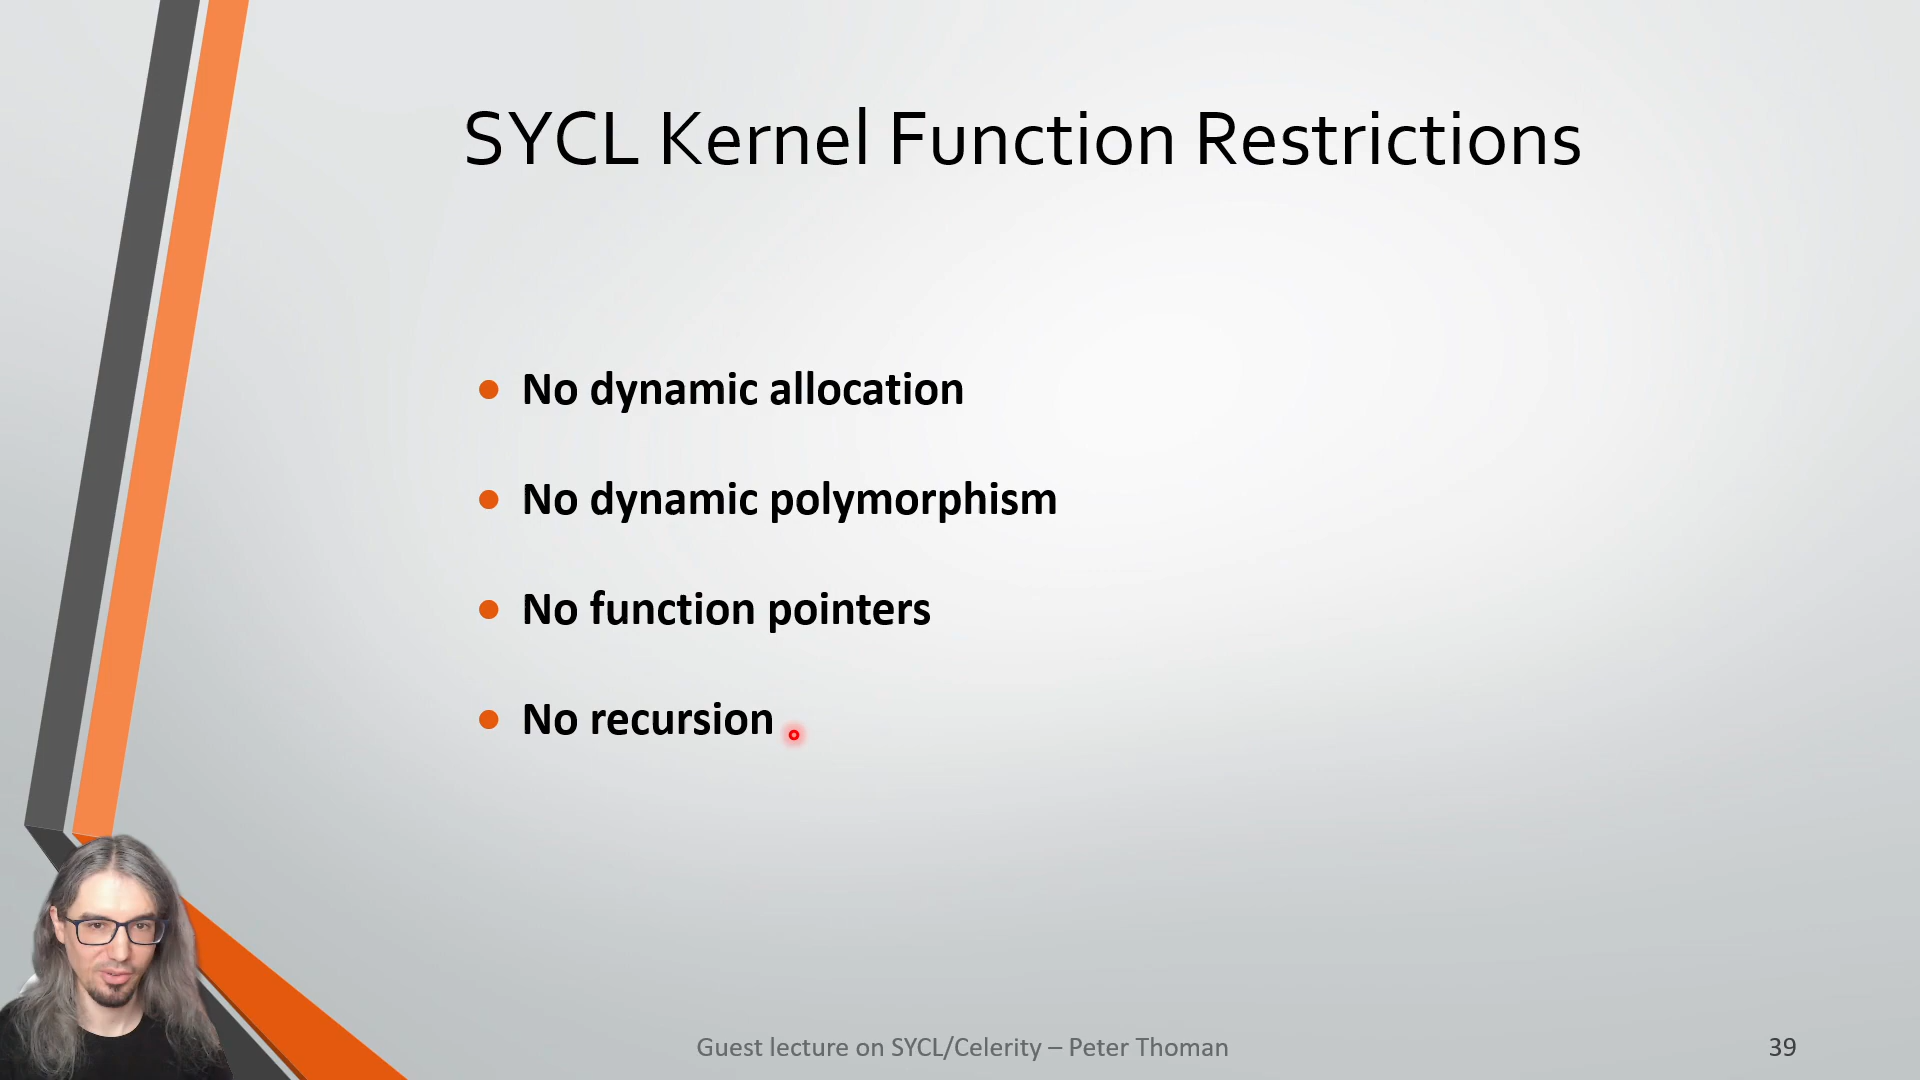 SYCL Kernel Function Restrictions
No dynamic allocation
No dynamic polymorphism
No function pointers
No recursion
Guest lecture on SYCL/Celerity – Peter Thoman
39